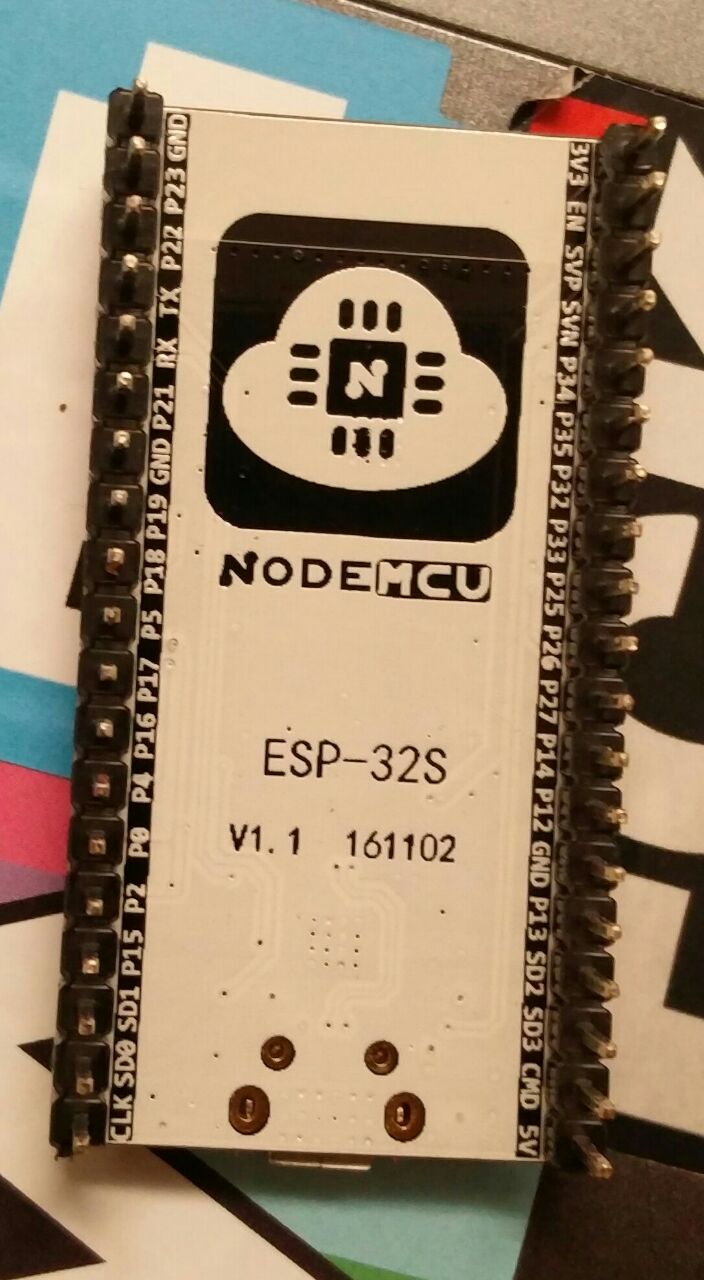 GND
P23
P22
TX
RX
P21
GND
P19
P18
P5
P17
P16
P4
P0
P2
P15
SD1
SD0
CLK
N
NODEMCU
ESP-32S
V1.1 161102
3V3
EN
SVP
SVN
P34
P35
P32
P33
P25
P26
P27
P14
P12
GND
P13
SD2
SD3
CMD
5V